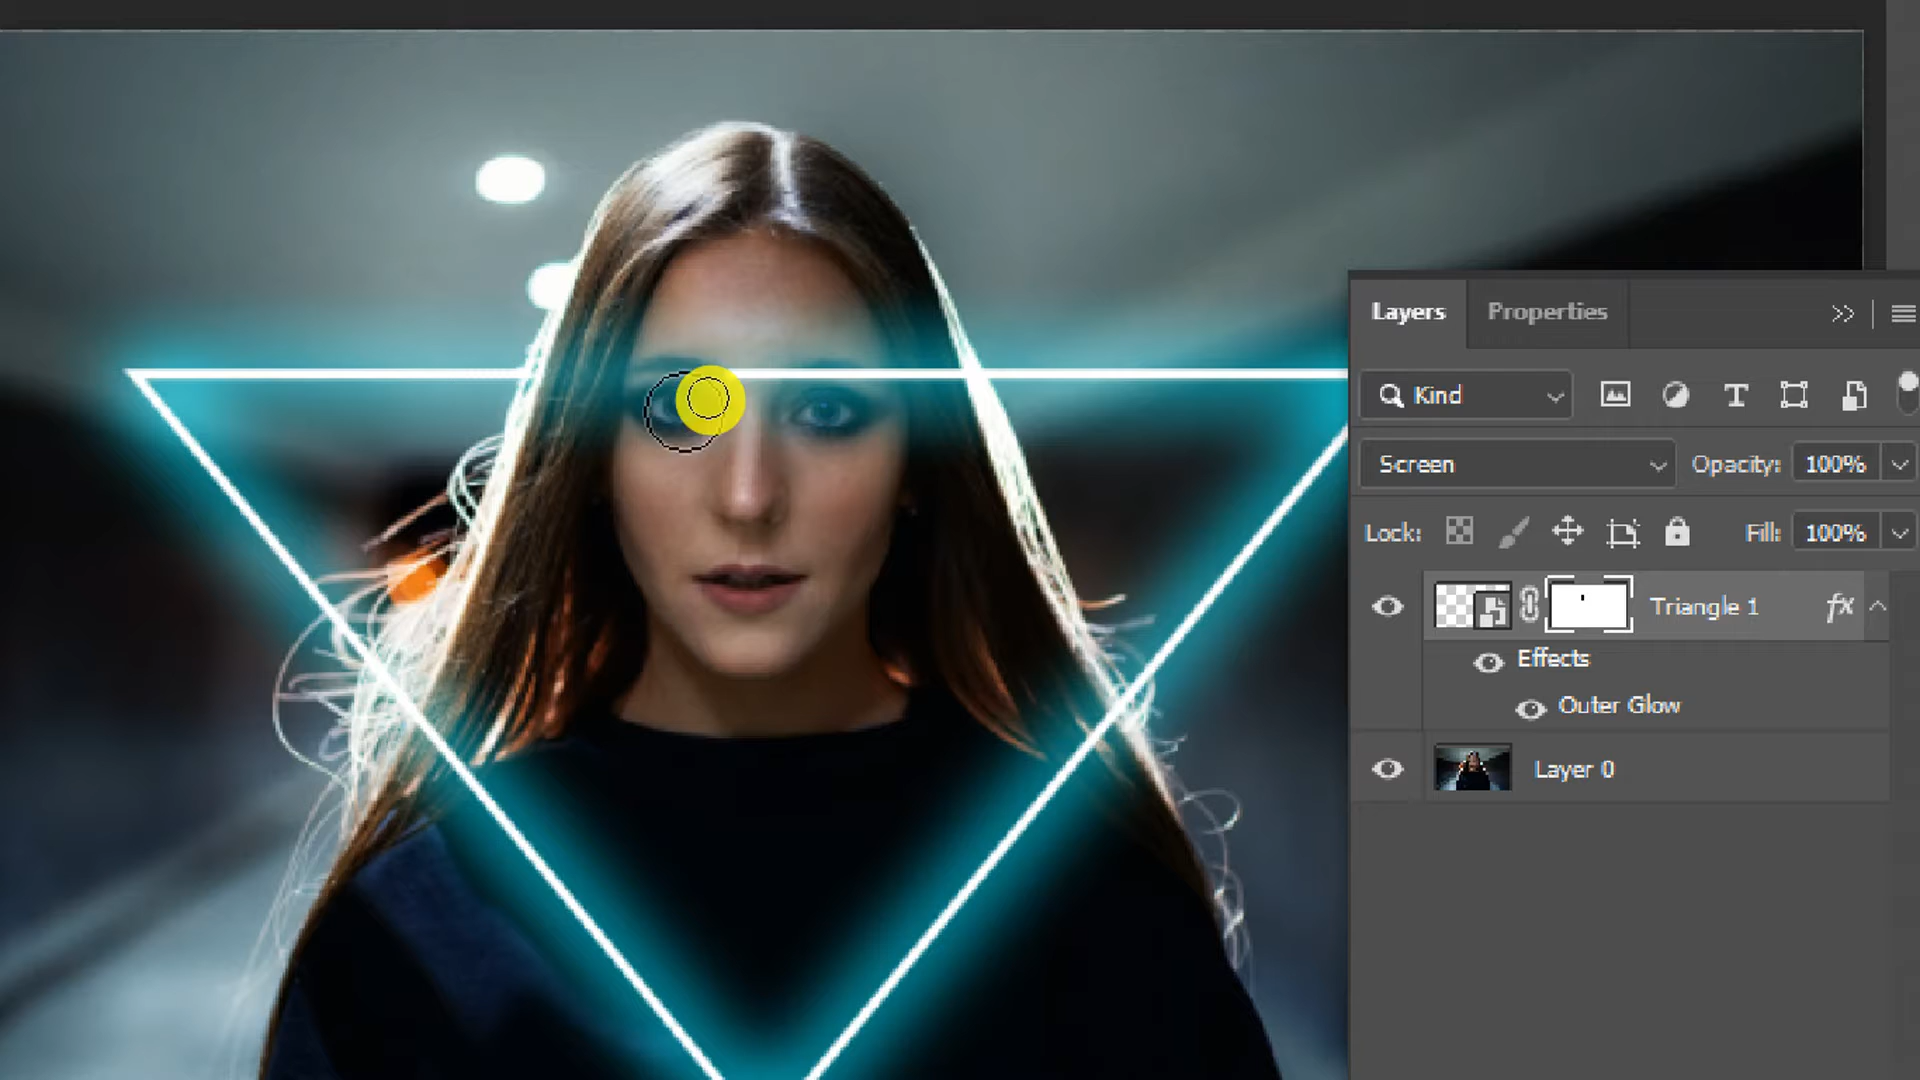 Layers Properties
Kind
Screen Opacity: 100%
Lock: Fill: 100%
Triangle 1 fx
Effects
Outer Glow
Layer 0